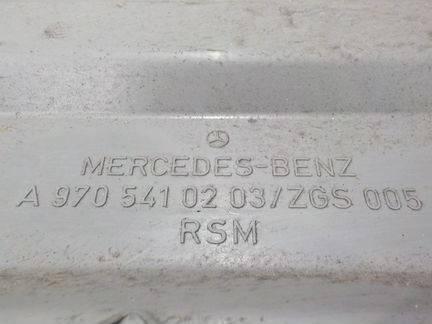 MERCEDES-BENZ
A 970 541 02 03/ZGS 005
RSM